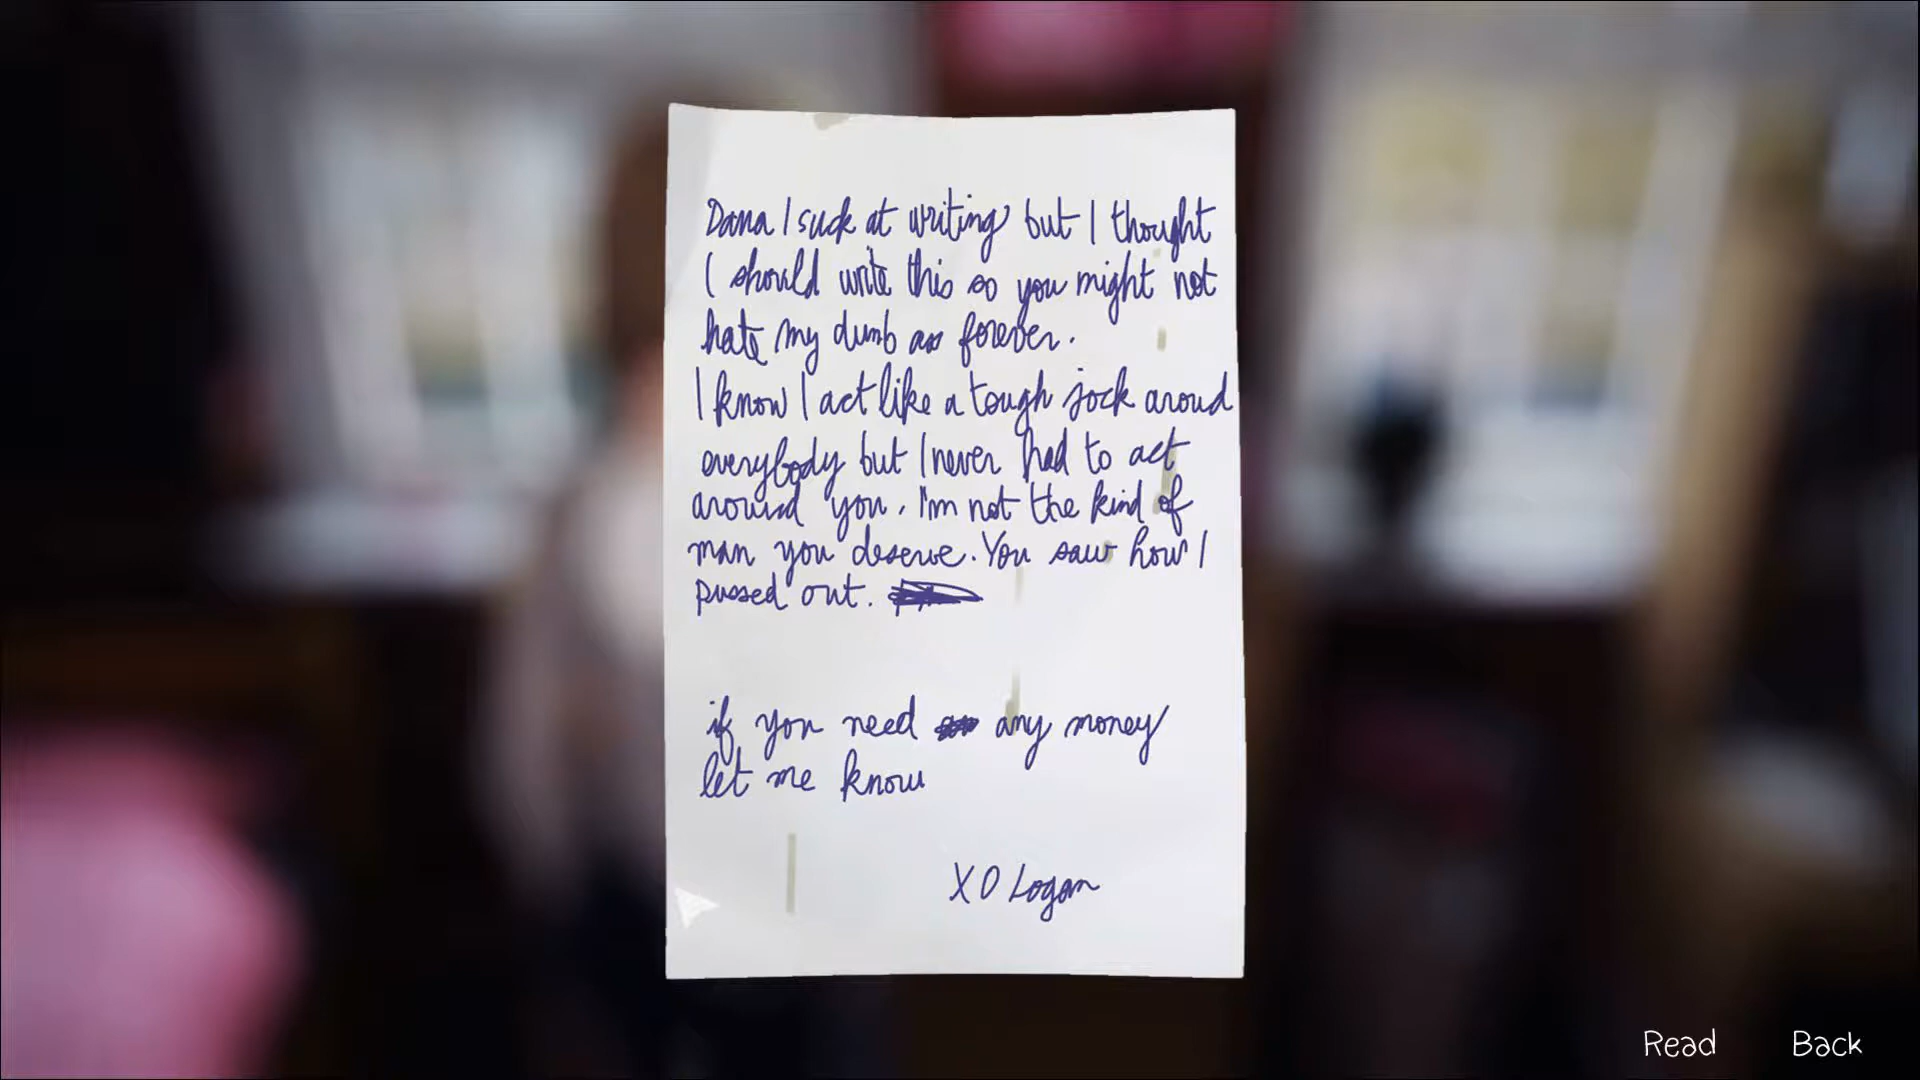 Dana I suck at writing but I thought
I should write this so you might not
hate my dumb ass forever.
I know I act like a tough jock aroud
everybody but I never had to act
around you. I'm not the kind of
man you deserve. You saw how I
pussed out.
if you need any money
let me know
XO Logan
Read Back